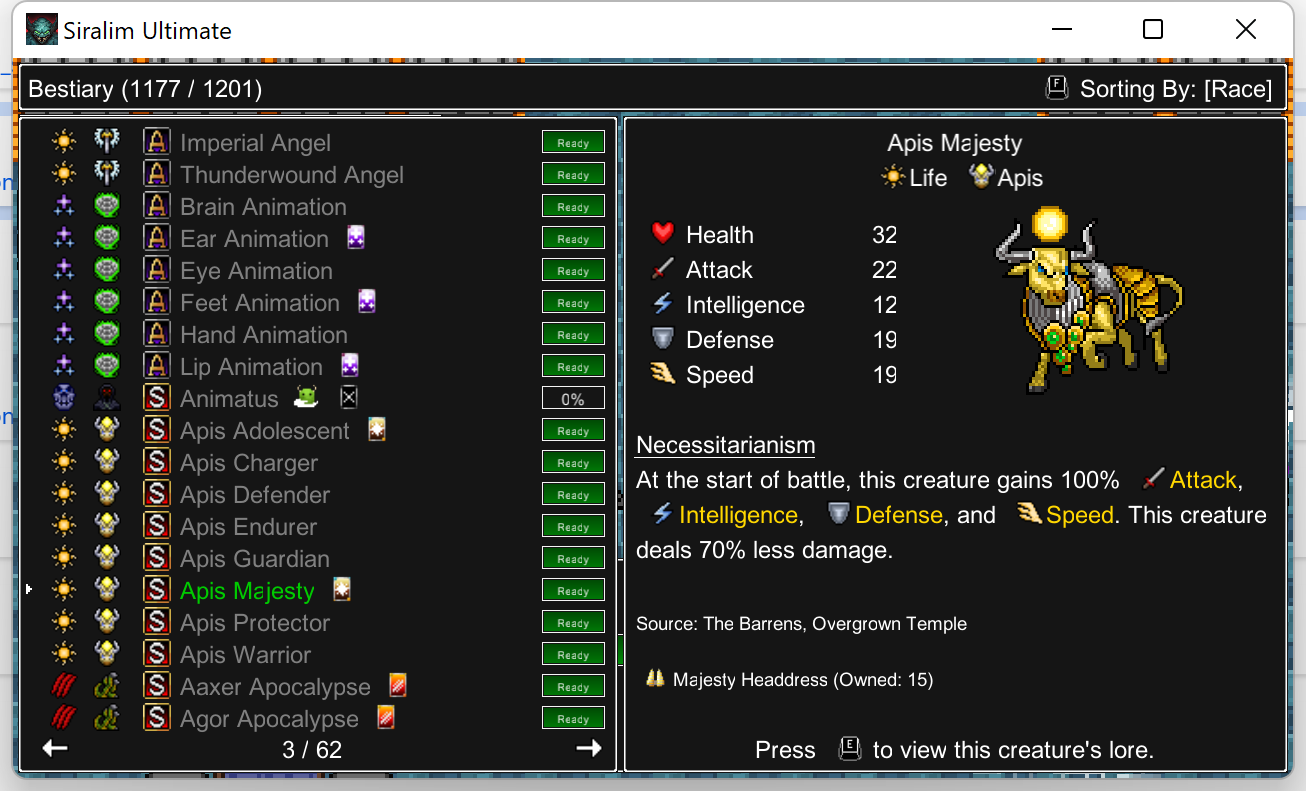 Siralim Ultimate
Bestiary (1177 / 1201)
F
Sorting By: [Race]
A Imperial Angel Ready
A Thunderwound Angel Ready
A Brain Animation Ready
A Ear Animation Ready
A Eye Animation Ready
A Feet Animation Ready
A Hand Animation Ready
A Lip Animation Ready
S Animatus 0%
S Apis Adolescent Ready
S Apis Charger Ready
S Apis Defender Ready
S Apis Endurer Ready
S Apis Guardian Ready
S Apis Majesty Ready
S Apis Protector Ready
S Apis Warrior Ready
S Aaxer Apocalypse Ready
S Agor Apocalypse Ready
3 / 62
Apis Majesty
Life Apis
Health 32
Attack 22
Intelligence 12
Defense 19
Speed 19
Necessitarianism
At the start of battle, this creature gains 100% Attack,
Intelligence, Defense, and Speed. This creature
deals 70% less damage.
Source: The Barrens, Overgrown Temple
Majesty Headdress (Owned: 15)
Press E to view this creature's lore.